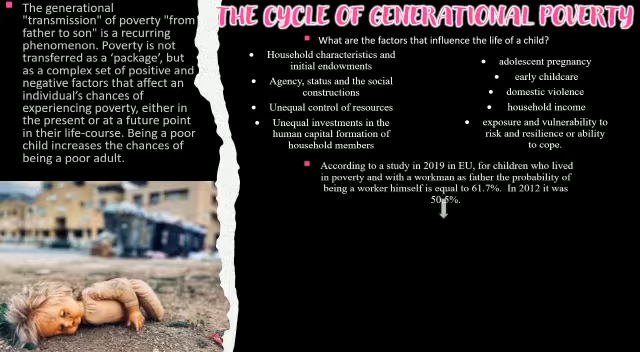 The generational
"transmission" of poverty "from
father to son" is a recurring
phenomenon. Poverty is not
transferred as a ‘package’, but
as a complex set of positive and
negative factors that affect an
individual’s chances of
experiencing poverty, either in
the present or at a future point
in their life-course. Being a poor
child increases the chances of
being a poor adult.
THE CYCLE OF GENERATIONAL POVERTY
What are the factors that influence the life of a child?
Household characteristics and
initial endowments
Agency, status and the social
constructions
Unequal control of resources
Unequal investments in the
human capital formation of
household members
adolescent pregnancy
early childcare
domestic violence
household income
exposure and vulnerability to
risk and resilience or ability
to cope.
According to a study in 2019 in EU, for children who lived
in poverty and with a workman as father the probability of
being a worker himself is equal to 61.7%. In 2012 it was
50.5%.